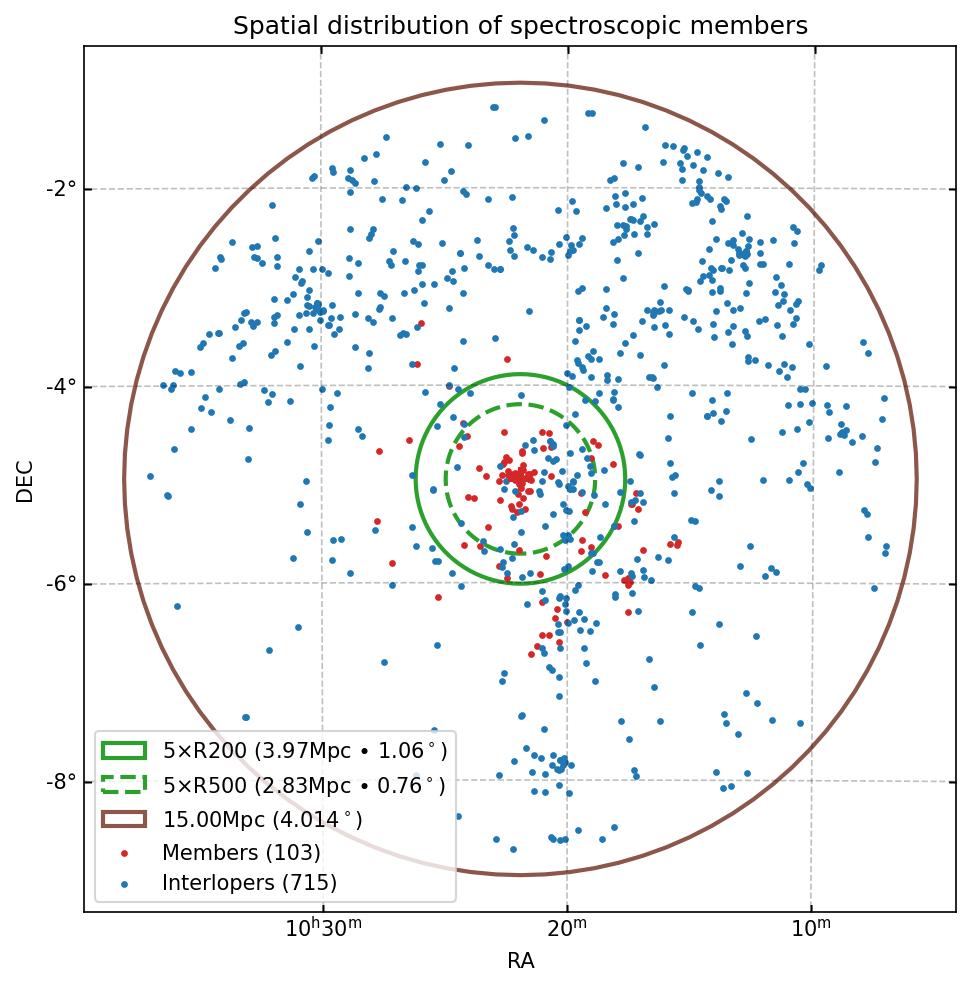 Spatial distribution of spectroscopic members
-2°
-4°
-6°
-8°
DEC
5×R200 (3.97Mpc • 1.06°)
5×R500 (2.83Mpc • 0.76°)
15.00Mpc (4.014°)
Members (103)
Interlopers (715)
10ʰ30ᵐ 20ᵐ 10ᵐ
RA